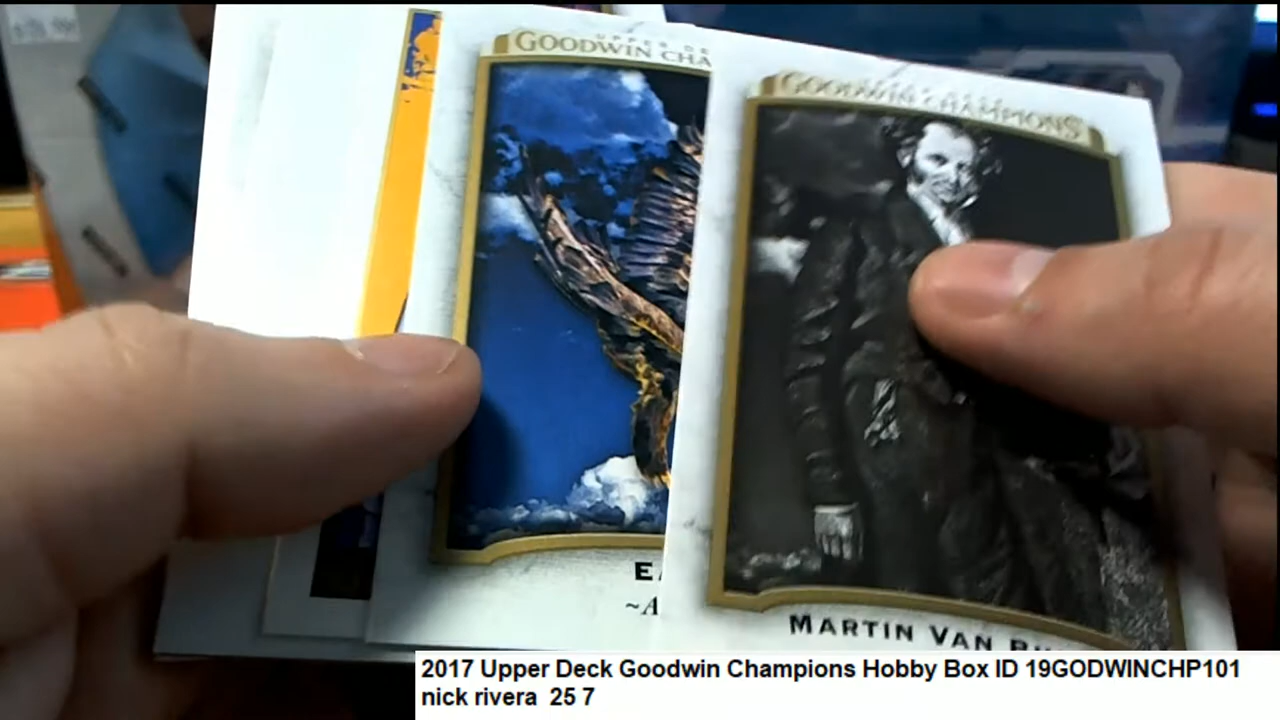 UPPER DE
GOODWIN CHA
GOODWIN CHAMPIONS
E
~A
MARTIN VAN BU
2017 Upper Deck Goodwin Champions Hobby Box ID 19GODWINCHP101
nick rivera 25 7